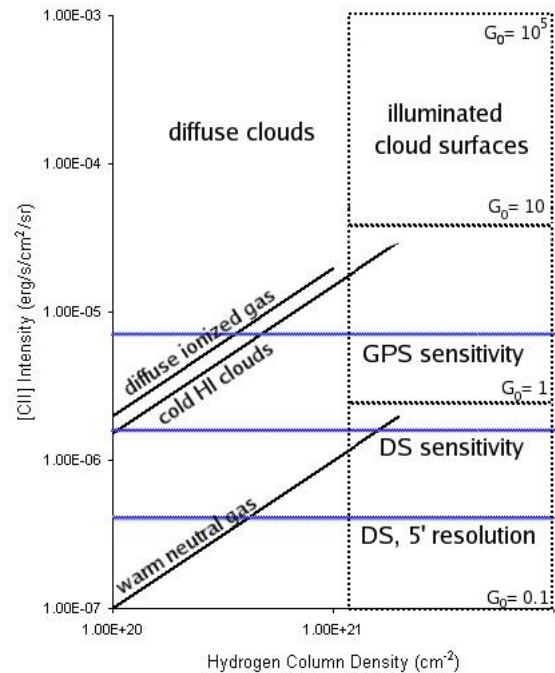 1.00E-03
G₀= 10⁵
illuminated
cloud surfaces
diffuse clouds
1.00E-04
G₀= 10
[CII] Intensity (erg/s/cm²/sr)
1.00E-05
diffuse ionized gas
GPS sensitivity
cold HI clouds
G₀= 1
1.00E-06
DS sensitivity
warm neutral gas
DS, 5' resolution
G₀= 0.1
1.00E-07
1.00E+20
1.00E+21
Hydrogen Column Density (cm⁻²)